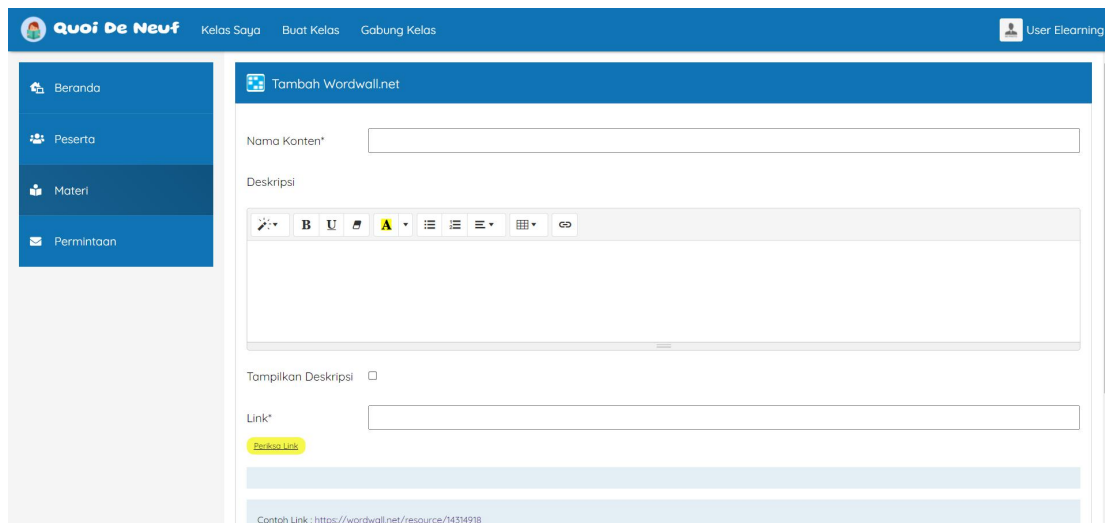 Quoi De Neuf Kelas Saya Buat Kelas Gabung Kelas User Elearning
Beranda
Peserta
Materi
Permintaan
Tambah Wordwall.net
Nama Konten*
Deskripsi
B U A
Tampilkan Deskripsi
Link*
Periksa Link
Contoh Link : https://wordwall.net/resource/14314918